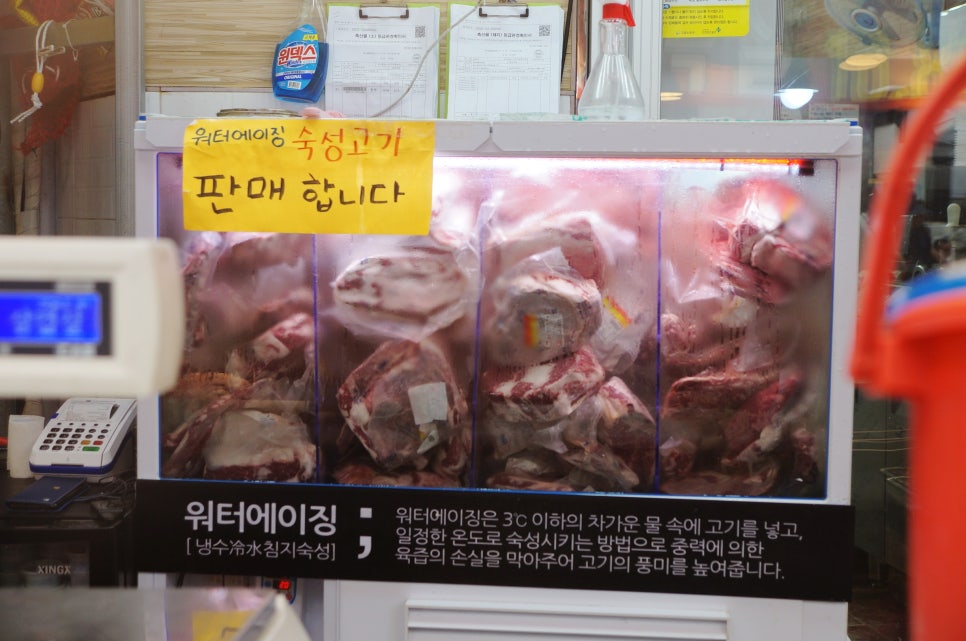 윈덱스
ORIGINAL
워터에이징 숙성고기
판매 합니다
워터에이징 ;
[ 냉수冷水침지숙성]
워터에이징은 3℃ 이하의 차가운 물 속에 고기를 넣고,
일정한 온도로 숙성시키는 방법으로 중력에 의한
육즙의 손실을 막아주어 고기의 풍미를 높여줍니다.
XINGX